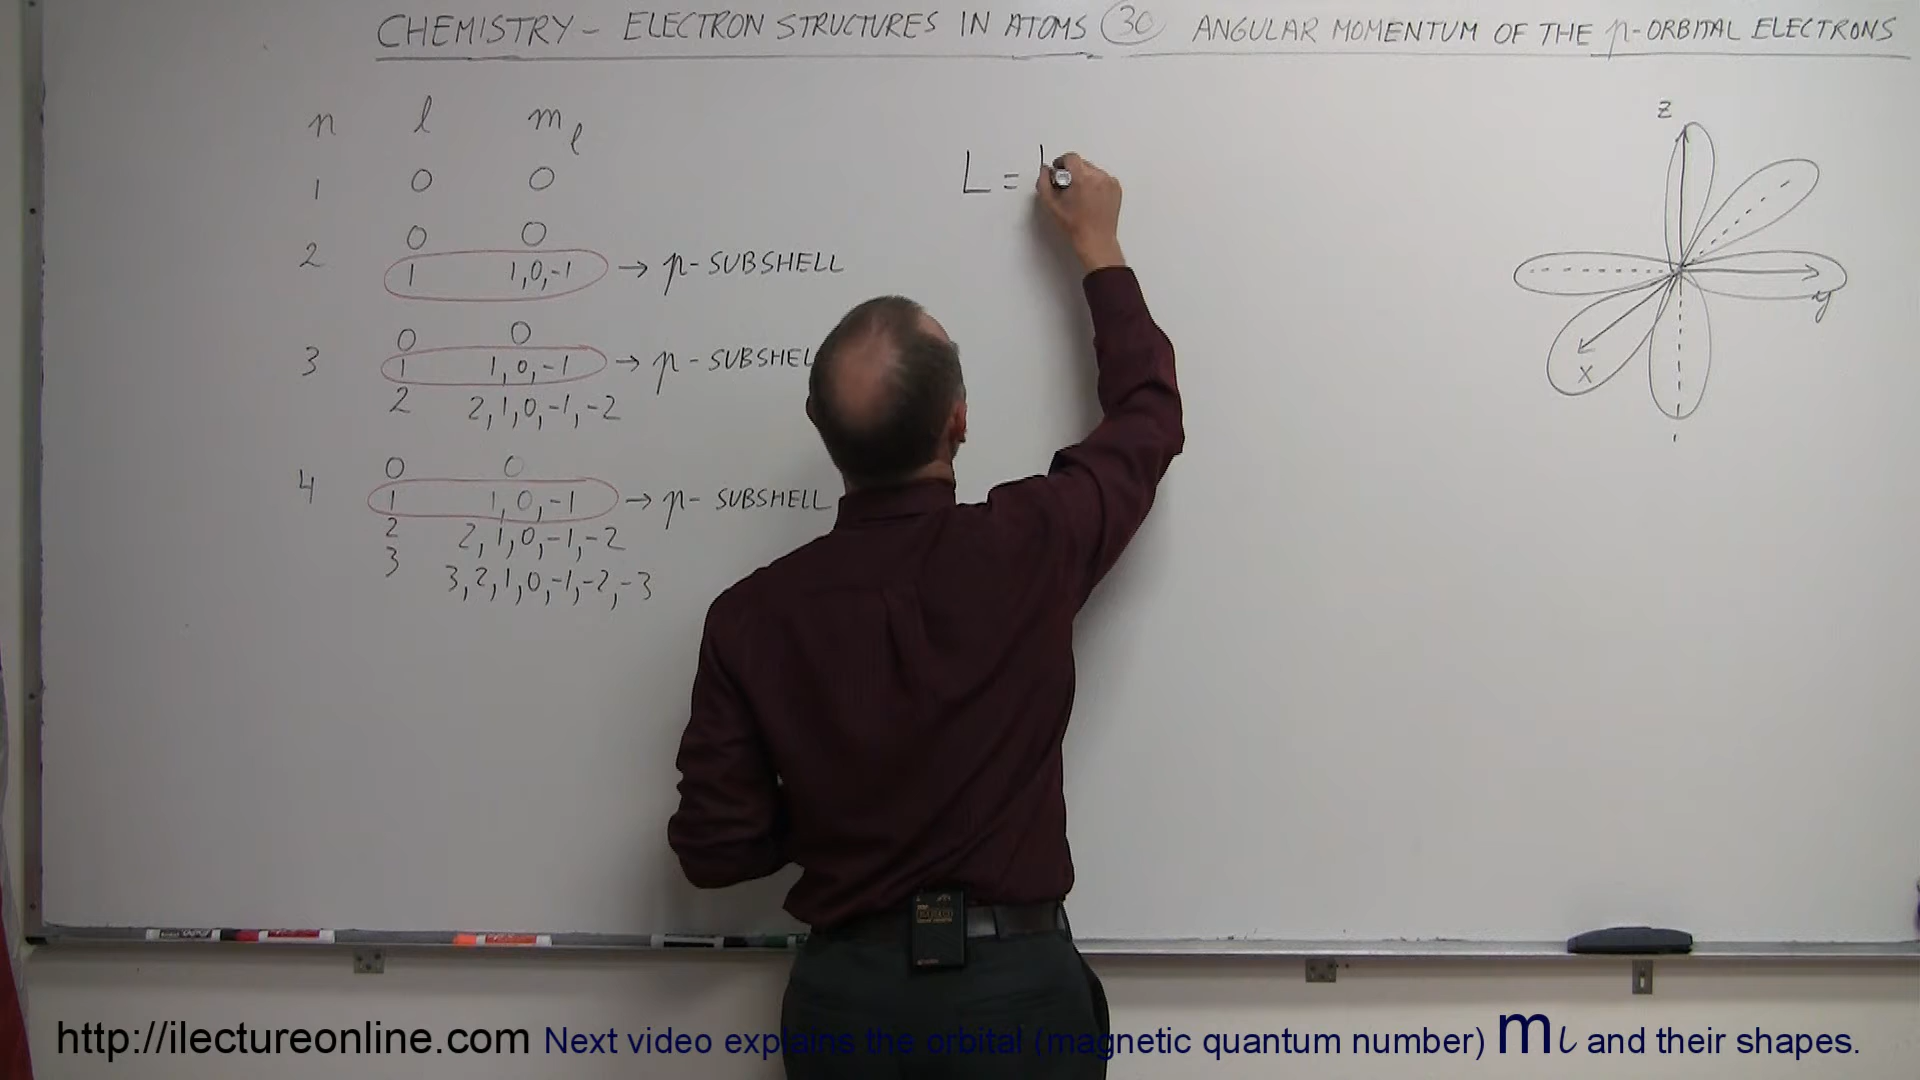 CHEMISTRY - ELECTRON STRUCTURES IN ATOMS 30 ANGULAR MOMENTUM OF THE p-ORBITAL ELECTRONS
n l m l
1 0 0
0 0
2
1 1,0,-1 → p-SUBSHELL
0 0
3 1 1,0,-1 → p-SUBSHEL
2 2,1,0,-1,-2
0 0
4 1 1,0,-1 → p-SUBSHELL
2 2,1,0,-1,-2
3 3,2,1,0,-1,-2,-3
L =
z
y
x
http://ilectureonline.com Next video explains the orbital (magnetic quantum number) m l and their shapes.